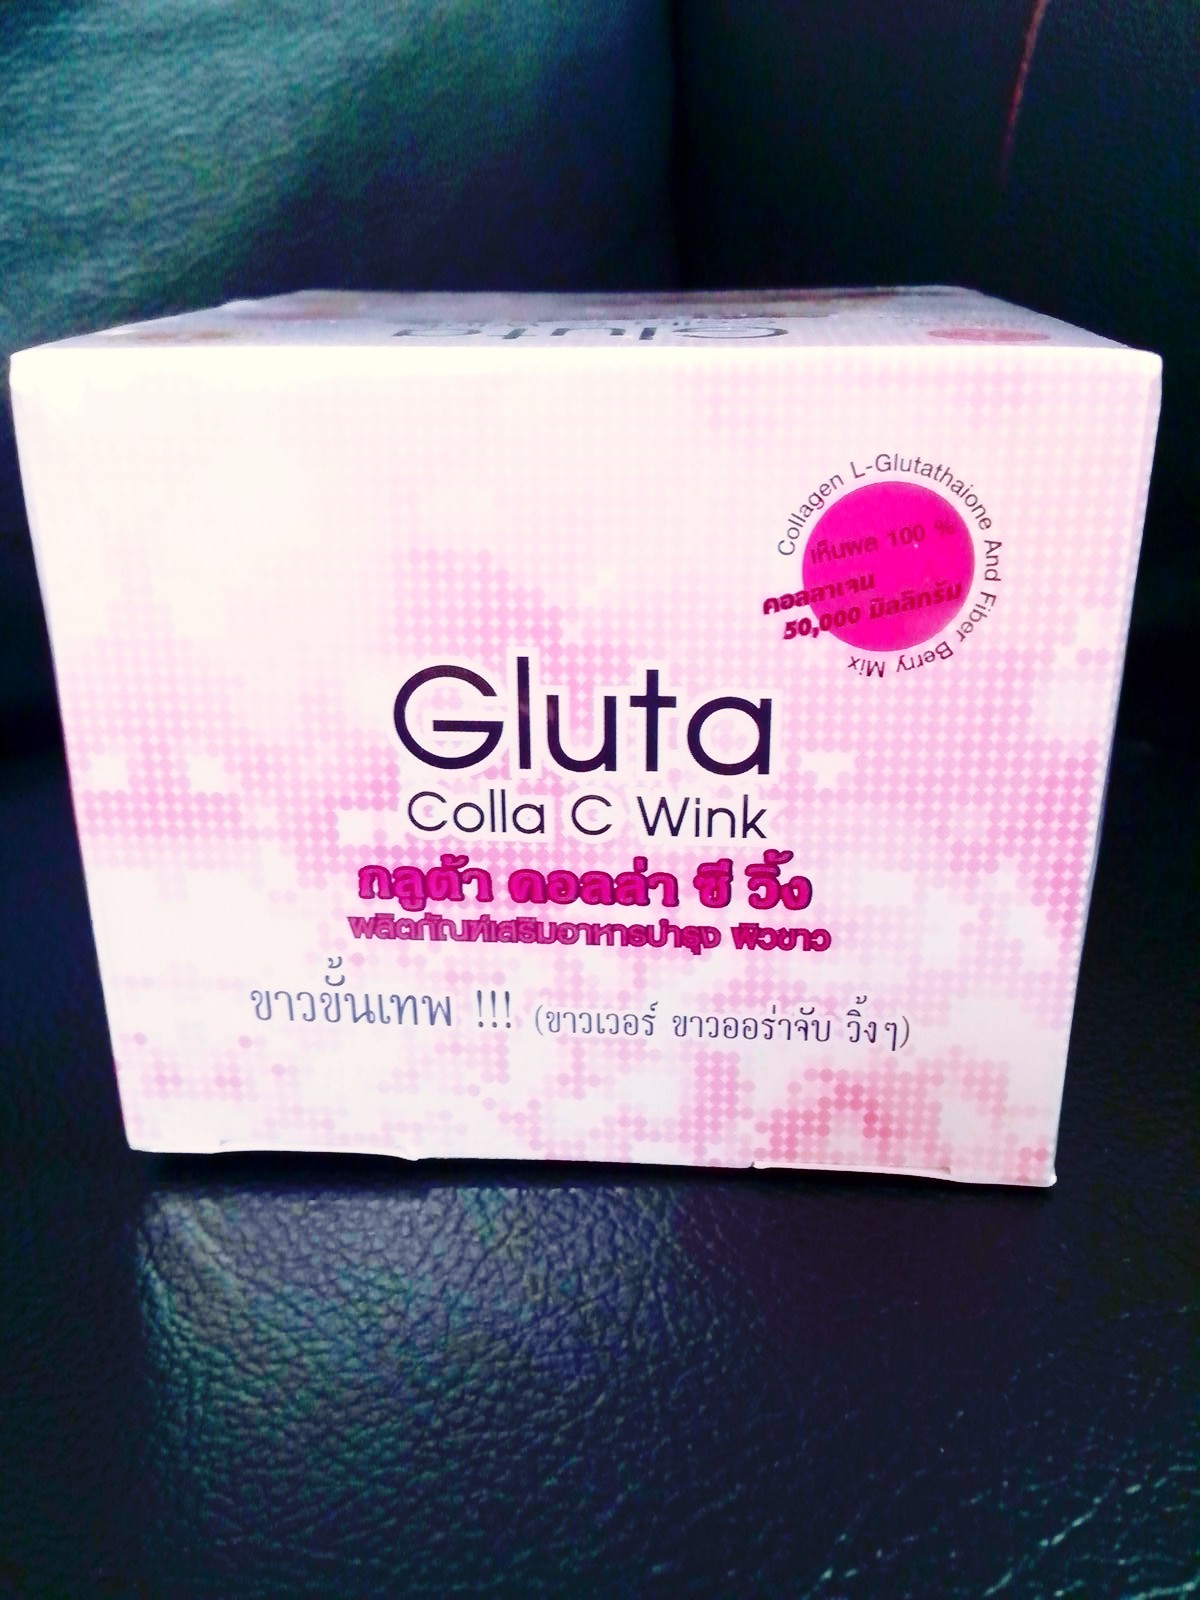 Gluta
Collagen L-Glutathaione And Fiber Berry Mix
เห็นผล 100 %
คอลลาเจน
50,000 มิลลิกรัม
Gluta
Colla C Wink
กลูต้า คอลล่า ซี วิ้ง
ผลิตภัณฑ์เสริมอาหารบำรุง ผิวขาว
ขาวขั้นเทพ !!! (ขาวเวอร์ ขาวออร่าจับ วิ้งๆ)